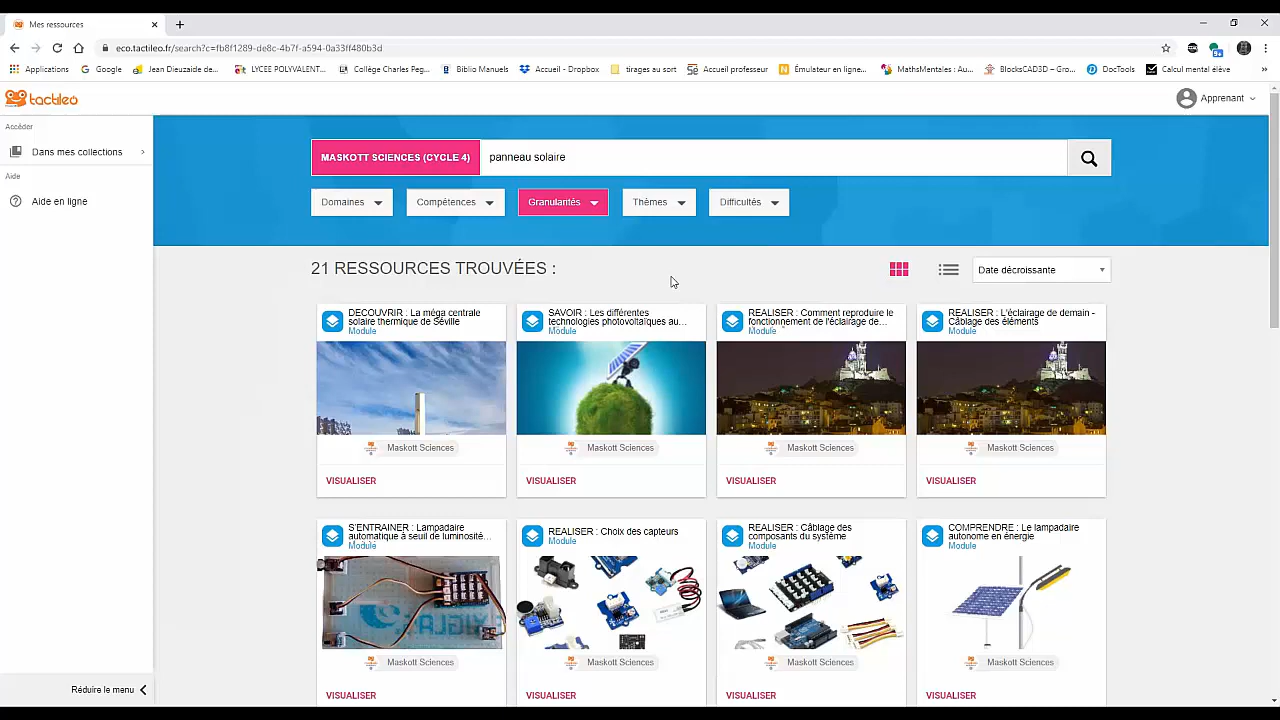 Mes ressources
eco.tactileo.fr/search?c=fb8f1289-de8c-4b7f-a594-0a33ff480b3d
Applications
Google
Jean Dieuzaide de...
LYCEE POLYVALENT...
Collège Charles Peg...
Biblio Manuels
Accueil - Dropbox
tirages au sort
Accueil professeur
Émulateur en ligne...
MathsMentales : Au...
BlocksCAD3D – Gro...
DocTools
Calcul mental élève
tactileo
Apprenant
Accéder
Dans mes collections
Aide
Aide en ligne
MASKOTT SCIENCES (CYCLE 4)
panneau solaire
Domaines
Compétences
Granularités
Thèmes
Difficultés
21 RESSOURCES TROUVÉES :
Date décroissante
DECOUVRIR : La méga centrale
solaire thermique de Séville
Module
Maskott Sciences
VISUALISER
SAVOIR : Les différentes
technologies photovoltaïques au...
Module
Maskott Sciences
VISUALISER
REALISER : Comment reproduire le
fonctionnement de l'éclairage de...
Module
Maskott Sciences
VISUALISER
REALISER : L'éclairage de demain -
Câblage des éléments
Module
Maskott Sciences
VISUALISER
S'ENTRAINER : Lampadaire
automatique à seuil de luminosité...
Module
Maskott Sciences
VISUALISER
REALISER : Choix des capteurs
Module
Maskott Sciences
VISUALISER
REALISER : Câblage des
composants du système
Module
Maskott Sciences
VISUALISER
COMPRENDRE : Le lampadaire
autonome en énergie
Module
Maskott Sciences
VISUALISER
Réduire le menu